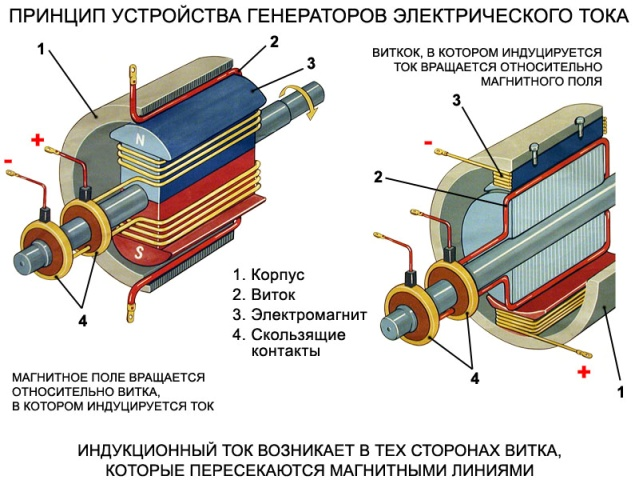 ПРИНЦИП УСТРОЙСТВА ГЕНЕРАТОРОВ ЭЛЕКТРИЧЕСКОГО ТОКА
ВИТКОК, В КОТОРОМ ИНДУЦИРУЕТСЯ
ТОК ВРАЩАЕТСЯ ОТНОСИТЕЛЬНО
МАГНИТНОГО ПОЛЯ
1
2
3
N
S
+
-
4
3
-
2
+
4
1
1. Корпус
2. Виток
3. Электромагнит
4. Скользящие
контакты
МАГНИТНОЕ ПОЛЕ ВРАЩАЕТСЯ
ОТНОСИТЕЛЬНО ВИТКА,
В КОТОРОМ ИНДУЦИРУЕТСЯ ТОК
ИНДУКЦИОННЫЙ ТОК ВОЗНИКАЕТ В ТЕХ СТОРОНАХ ВИТКА,
КОТОРЫЕ ПЕРЕСЕКАЮТСЯ МАГНИТНЫМИ ЛИНИЯМИ